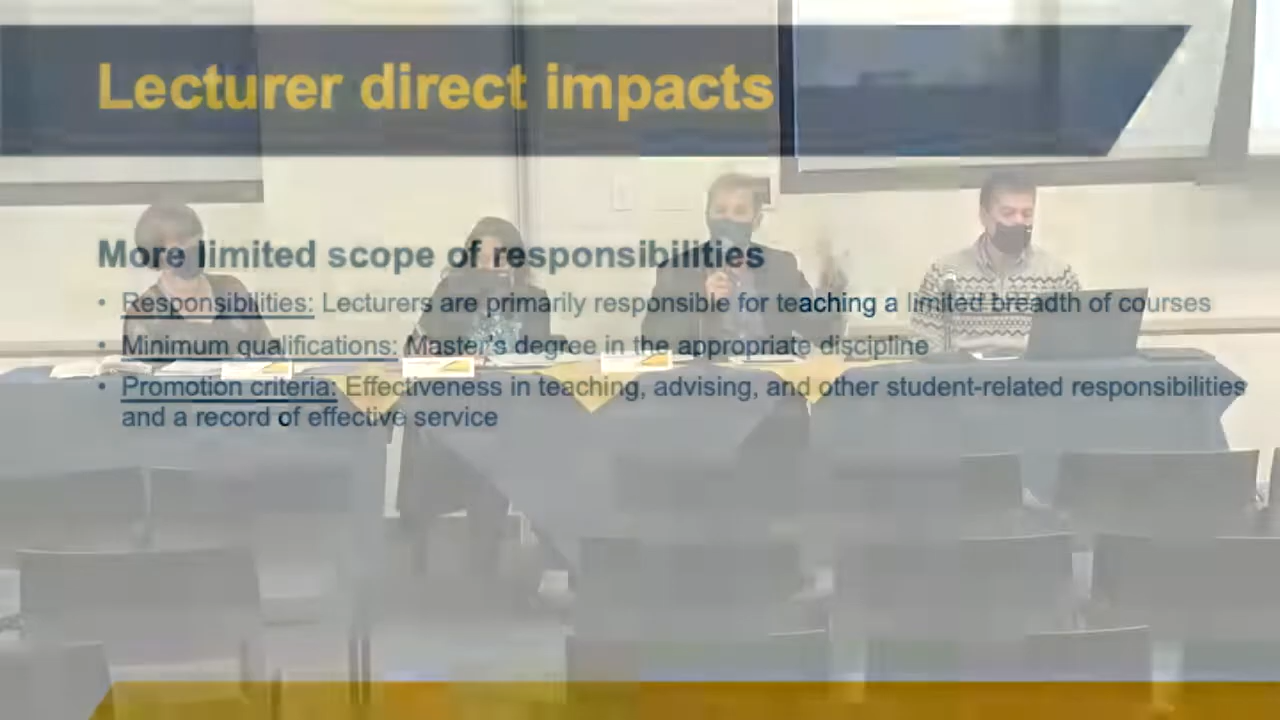 Lecturer direct impacts
More limited scope of responsibilities
• Responsibilities: Lecturers are primarily responsible for teaching a limited breadth of courses
• Minimum qualifications: Master's degree in the appropriate discipline
• Promotion criteria: Effectiveness in teaching, advising, and other student-related responsibilities
and a record of effective service